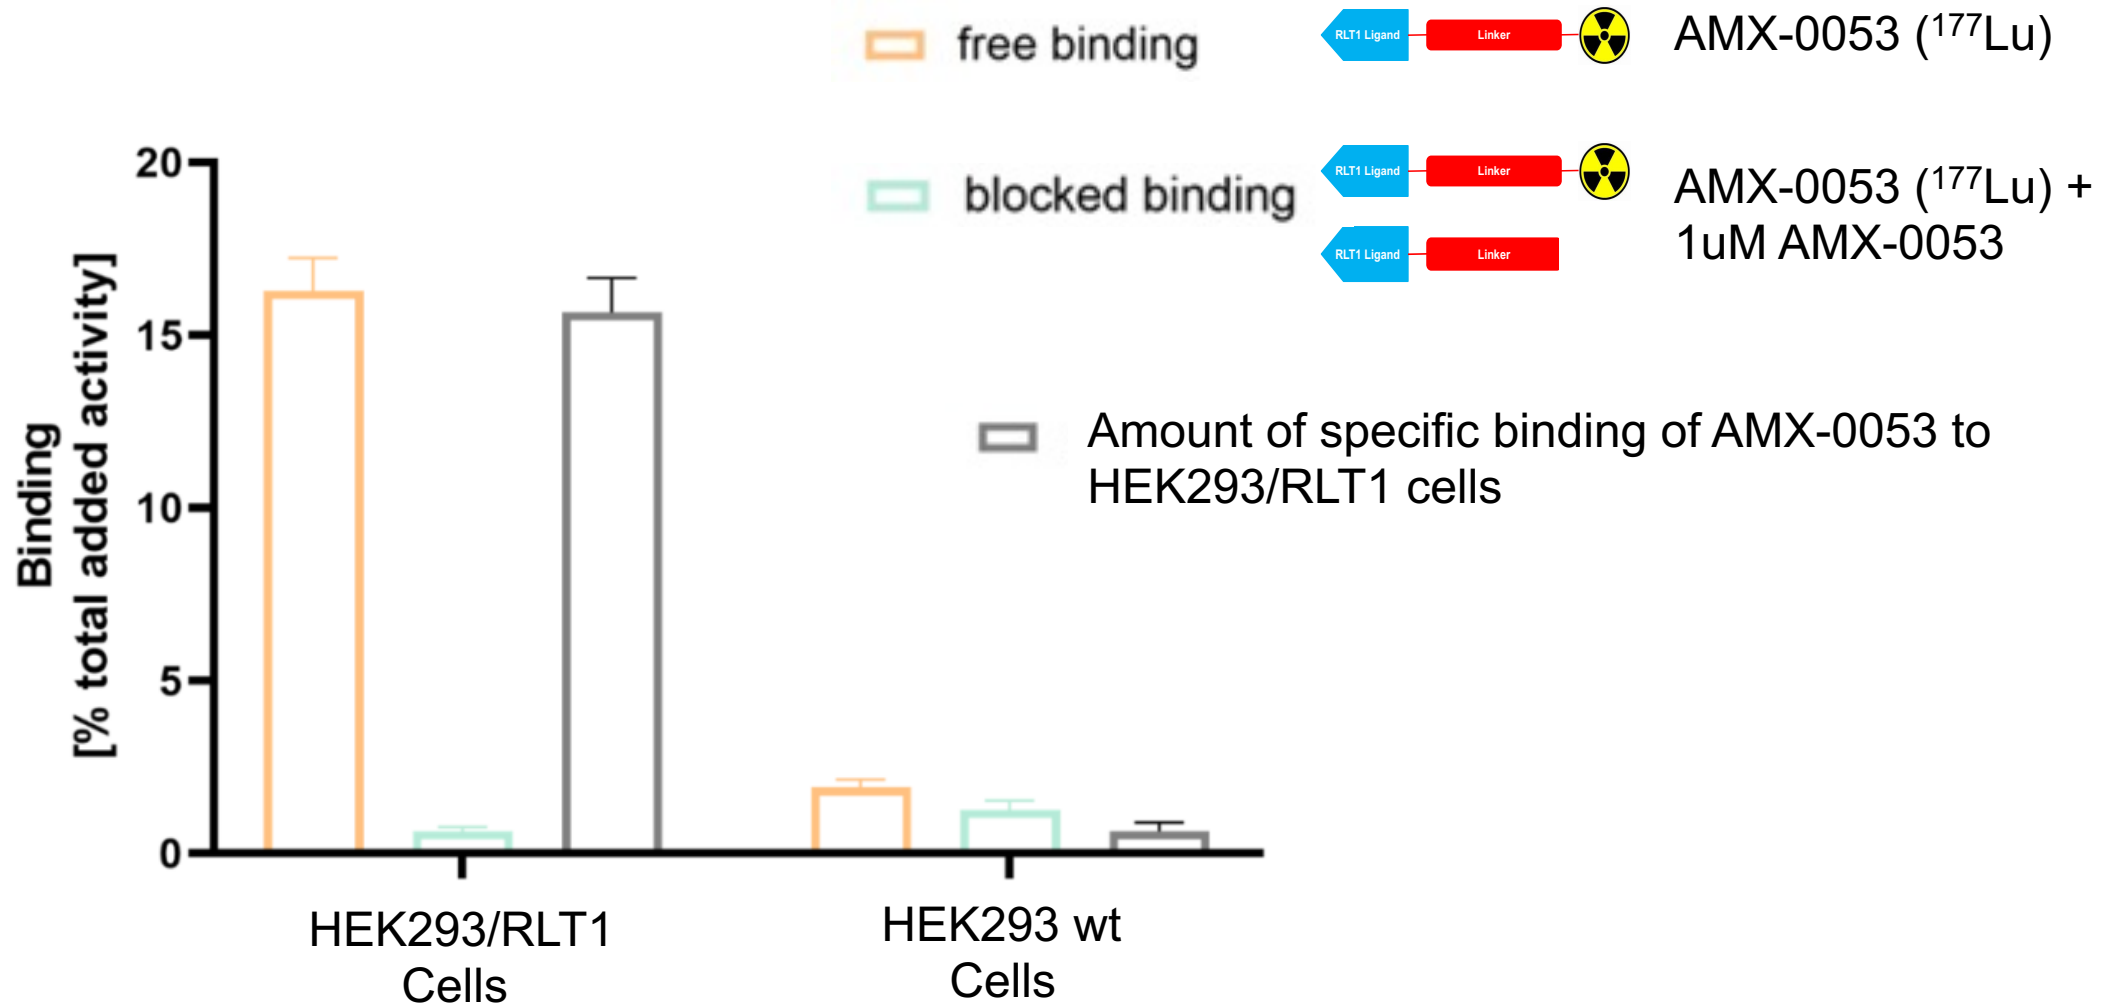 free binding
RLT1 Ligand
Linker
AMX-0053 (¹⁷⁷Lu)
blocked binding
RLT1 Ligand
Linker
RLT1 Ligand
Linker
AMX-0053 (¹⁷⁷Lu) +
1uM AMX-0053
Amount of specific binding of AMX-0053 to
HEK293/RLT1 cells
Binding
[% total added activity]
20
15
10
5
0
HEK293/RLT1
Cells
HEK293 wt
Cells